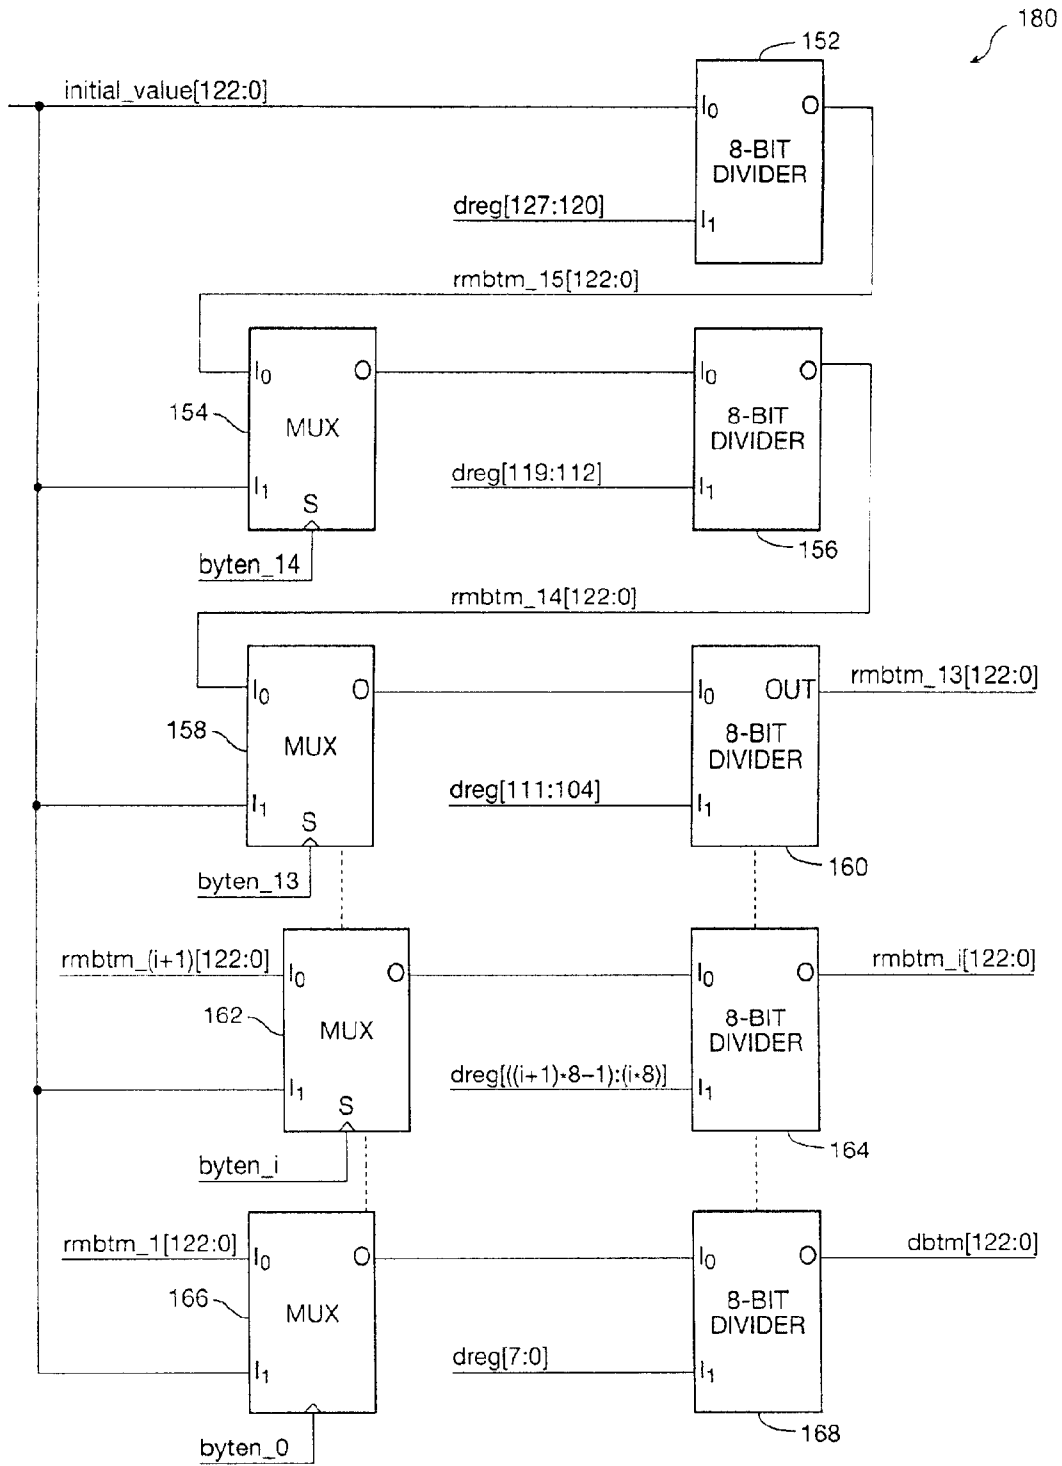 180
152
initial_value[122:0]
I0 O
8-BIT
DIVIDER
dreg[127:120]
I1
rmbtm_15[122:0]
I0 O
154
MUX
I1
S
byten_14
I0 O
8-BIT
DIVIDER
dreg[119:112]
I1
156
rmbtm_14[122:0]
I0 O
158
MUX
I1
S
byten_13
I0 OUT
rmbtm_13[122:0]
8-BIT
DIVIDER
dreg[111:104]
I1
160
rmbtm_(i+1)[122:0]
I0 O
162
MUX
I1
S
byten_i
I0 O
rmbtm_i[122:0]
8-BIT
DIVIDER
dreg[((i+1)*8-1):(i*8)]
I1
164
rmbtm_1[122:0]
I0 O
166
MUX
I1
byten_0
I0 O
dbtm[122:0]
8-BIT
DIVIDER
dreg[7:0]
I1
168